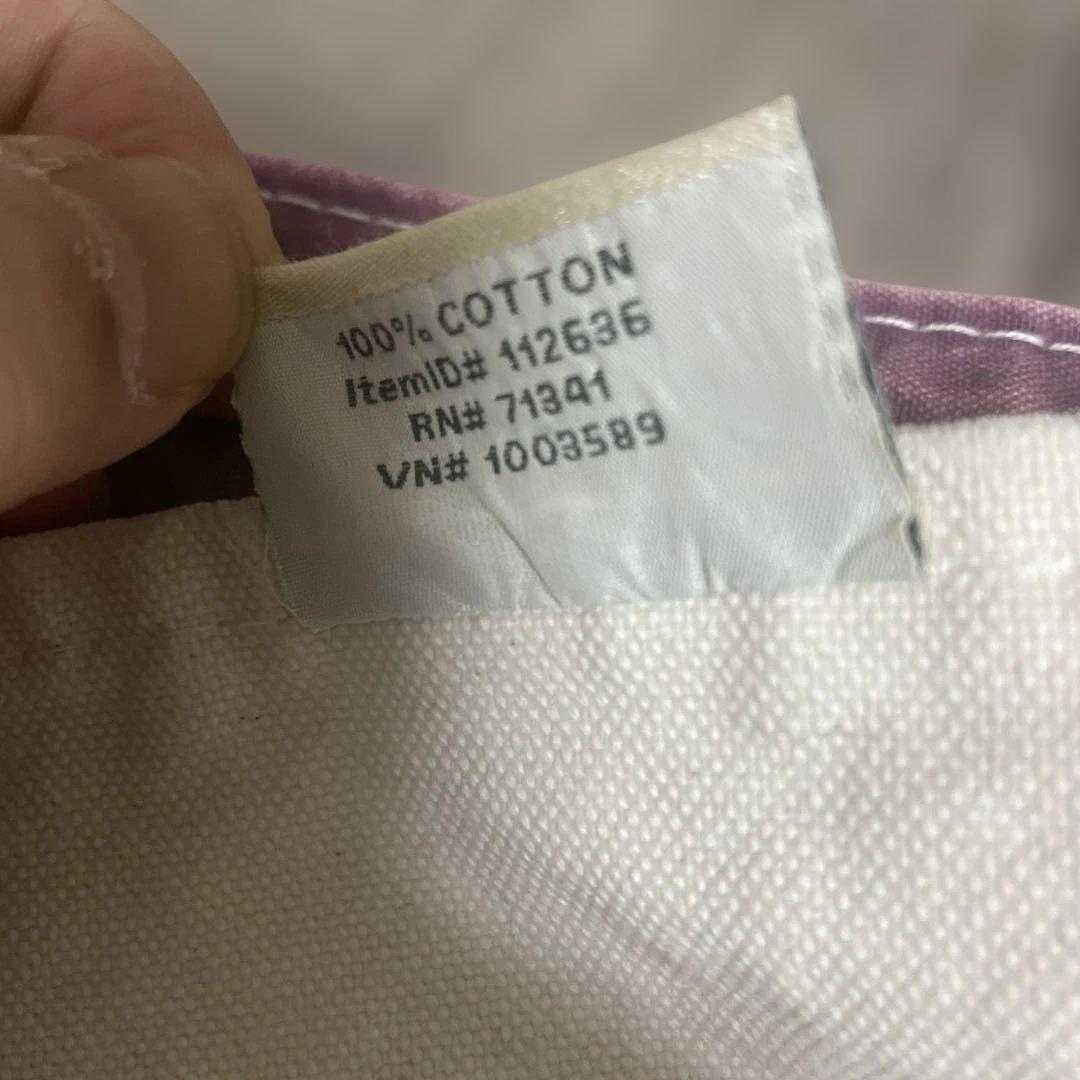 100% COTTON
ItemID# 112636
RN# 71341
VN# 1003589